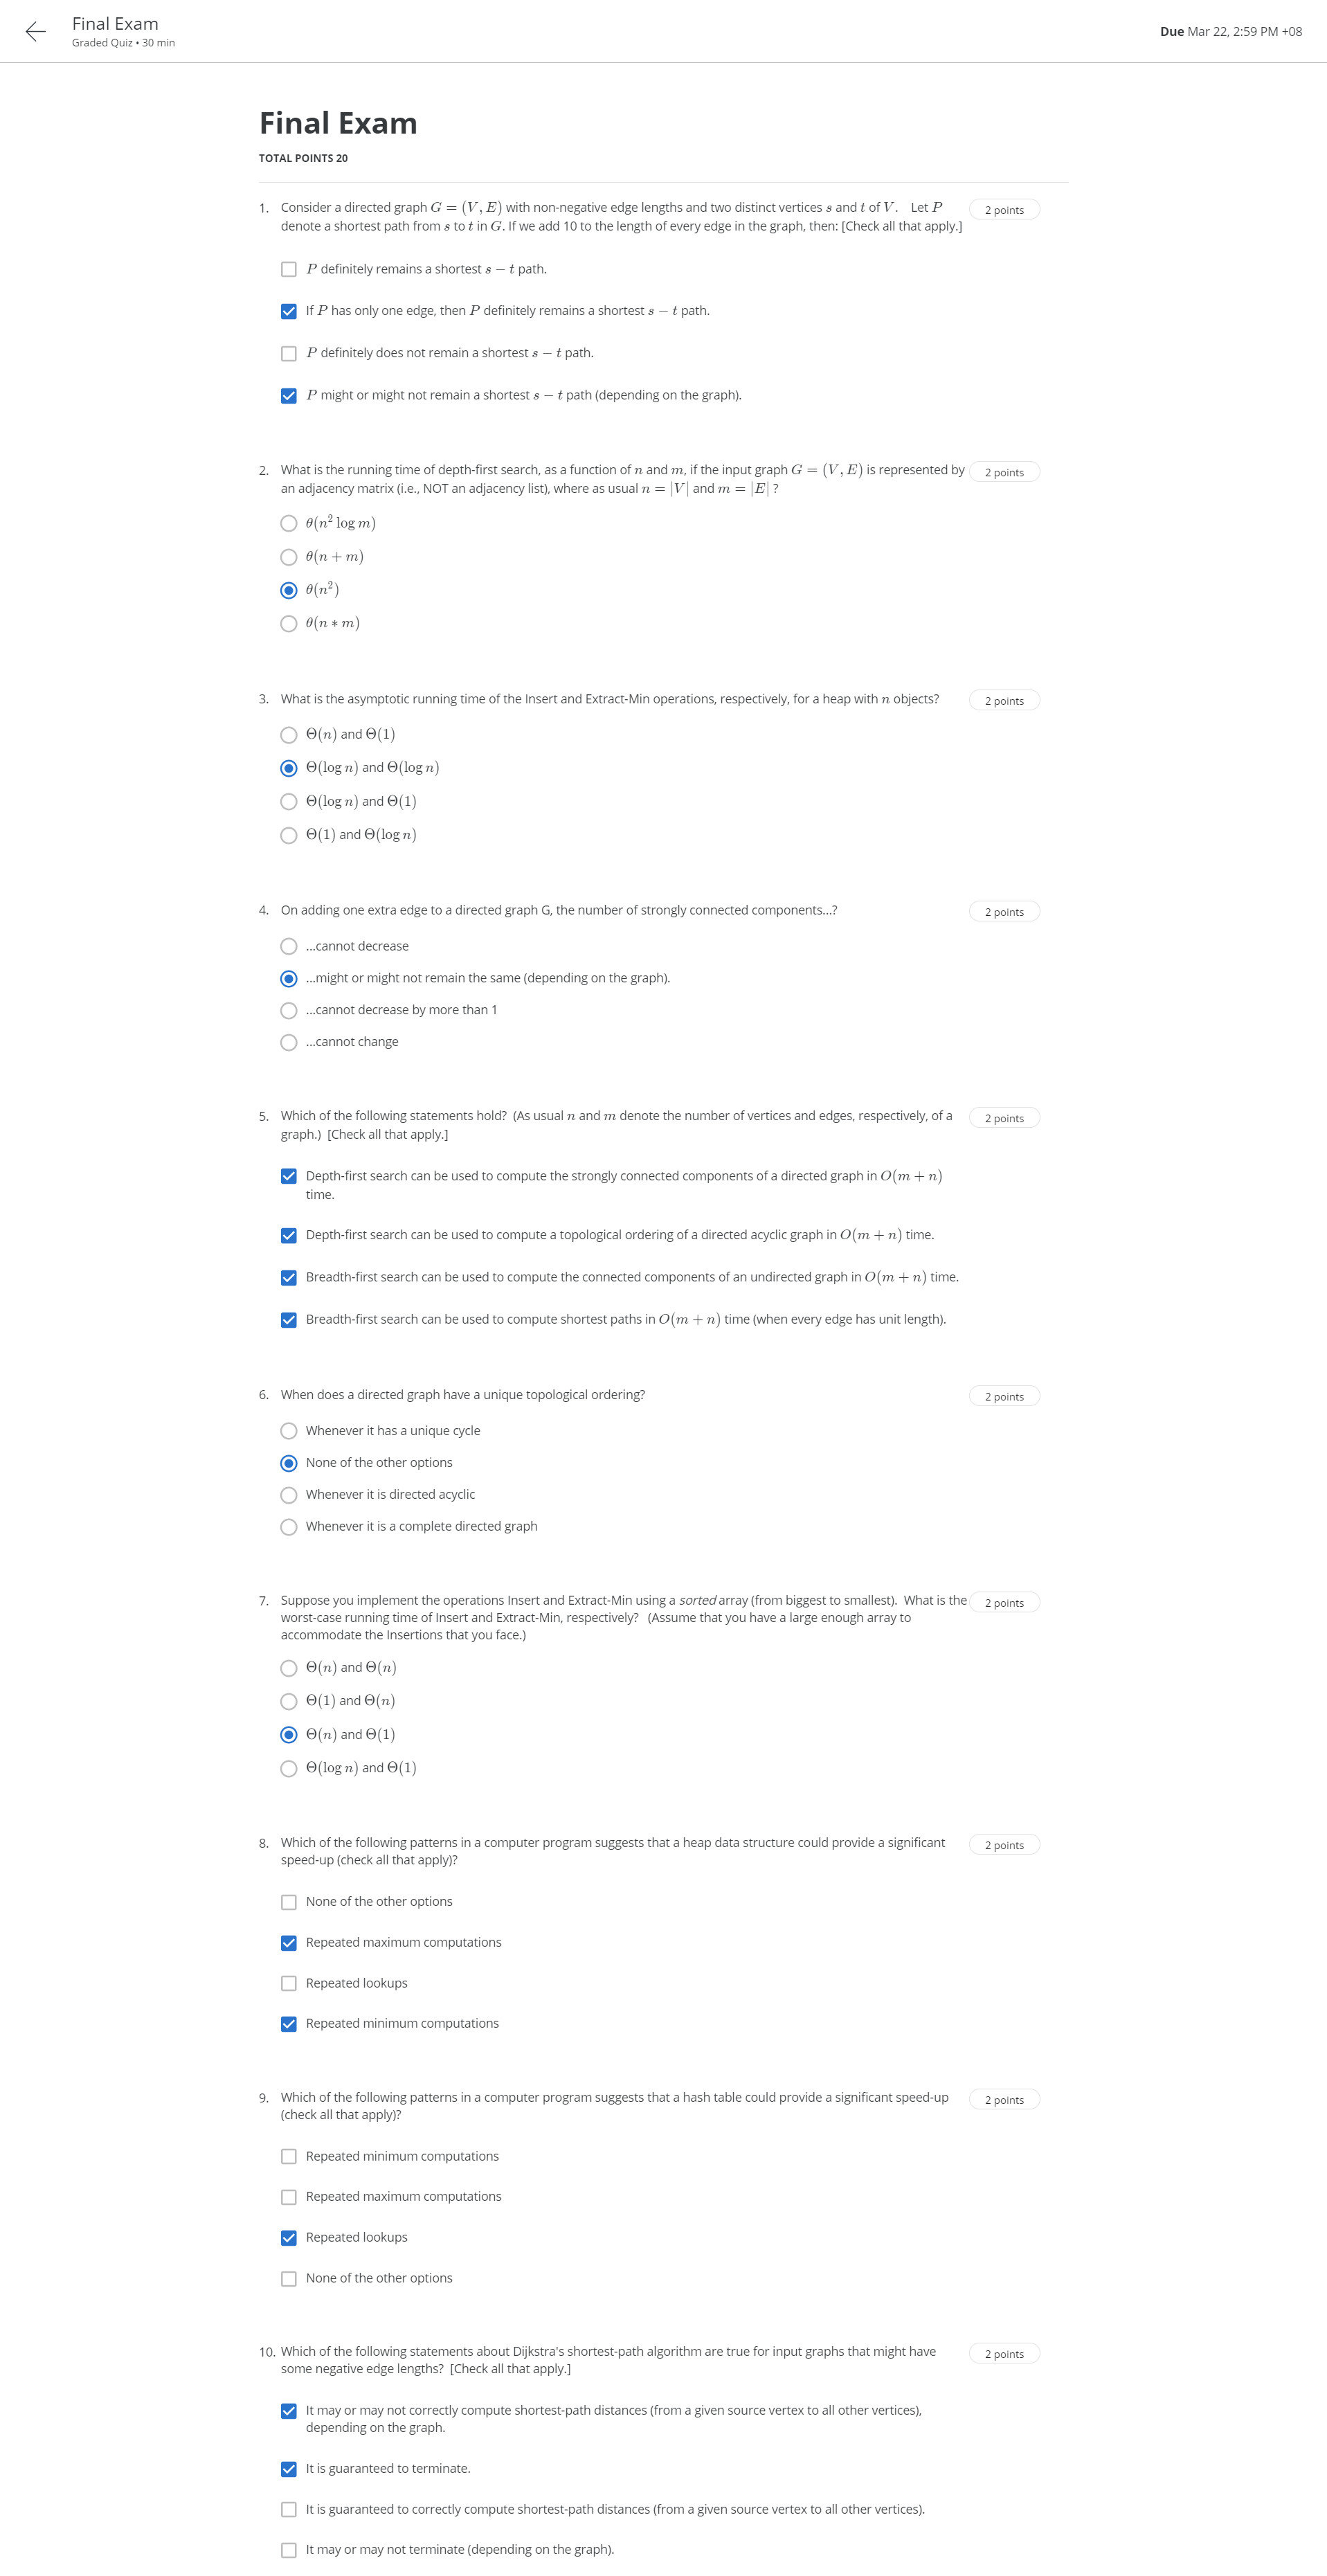 Final Exam
Graded Quiz • 30 min
Due Mar 22, 2:59 PM +08
Final Exam
TOTAL POINTS 20
1. Consider a directed graph G = (V, E) with non-negative edge lengths and two distinct vertices s and t of V. Let P
denote a shortest path from s to t in G. If we add 10 to the length of every edge in the graph, then: [Check all that apply.]
2 points
P definitely remains a shortest s − t path.
If P has only one edge, then P definitely remains a shortest s − t path.
P definitely does not remain a shortest s − t path.
P might or might not remain a shortest s − t path (depending on the graph).
2. What is the running time of depth-first search, as a function of n and m, if the input graph G = (V, E) is represented by
an adjacency matrix (i.e., NOT an adjacency list), where as usual n = |V| and m = |E| ?
2 points
θ(n² log m)
θ(n + m)
θ(n²)
θ(n ∗ m)
3. What is the asymptotic running time of the Insert and Extract-Min operations, respectively, for a heap with n objects?
2 points
Θ(n) and Θ(1)
Θ(log n) and Θ(log n)
Θ(log n) and Θ(1)
Θ(1) and Θ(log n)
4. On adding one extra edge to a directed graph G, the number of strongly connected components...?
2 points
...cannot decrease
...might or might not remain the same (depending on the graph).
...cannot decrease by more than 1
...cannot change
5. Which of the following statements hold? (As usual n and m denote the number of vertices and edges, respectively, of a
graph.) [Check all that apply.]
2 points
Depth-first search can be used to compute the strongly connected components of a directed graph in O(m + n)
time.
Depth-first search can be used to compute a topological ordering of a directed acyclic graph in O(m + n) time.
Breadth-first search can be used to compute the connected components of an undirected graph in O(m + n) time.
Breadth-first search can be used to compute shortest paths in O(m + n) time (when every edge has unit length).
6. When does a directed graph have a unique topological ordering?
2 points
Whenever it has a unique cycle
None of the other options
Whenever it is directed acyclic
Whenever it is a complete directed graph
7. Suppose you implement the operations Insert and Extract-Min using a sorted array (from biggest to smallest). What is the
worst-case running time of Insert and Extract-Min, respectively? (Assume that you have a large enough array to
accommodate the Insertions that you face.)
2 points
Θ(n) and Θ(n)
Θ(1) and Θ(n)
Θ(n) and Θ(1)
Θ(log n) and Θ(1)
8. Which of the following patterns in a computer program suggests that a heap data structure could provide a significant
speed-up (check all that apply)?
2 points
None of the other options
Repeated maximum computations
Repeated lookups
Repeated minimum computations
9. Which of the following patterns in a computer program suggests that a hash table could provide a significant speed-up
(check all that apply)?
2 points
Repeated minimum computations
Repeated maximum computations
Repeated lookups
None of the other options
10. Which of the following statements about Dijkstra's shortest-path algorithm are true for input graphs that might have
some negative edge lengths? [Check all that apply.]
2 points
It may or may not correctly compute shortest-path distances (from a given source vertex to all other vertices),
depending on the graph.
It is guaranteed to terminate.
It is guaranteed to correctly compute shortest-path distances (from a given source vertex to all other vertices).
It may or may not terminate (depending on the graph).